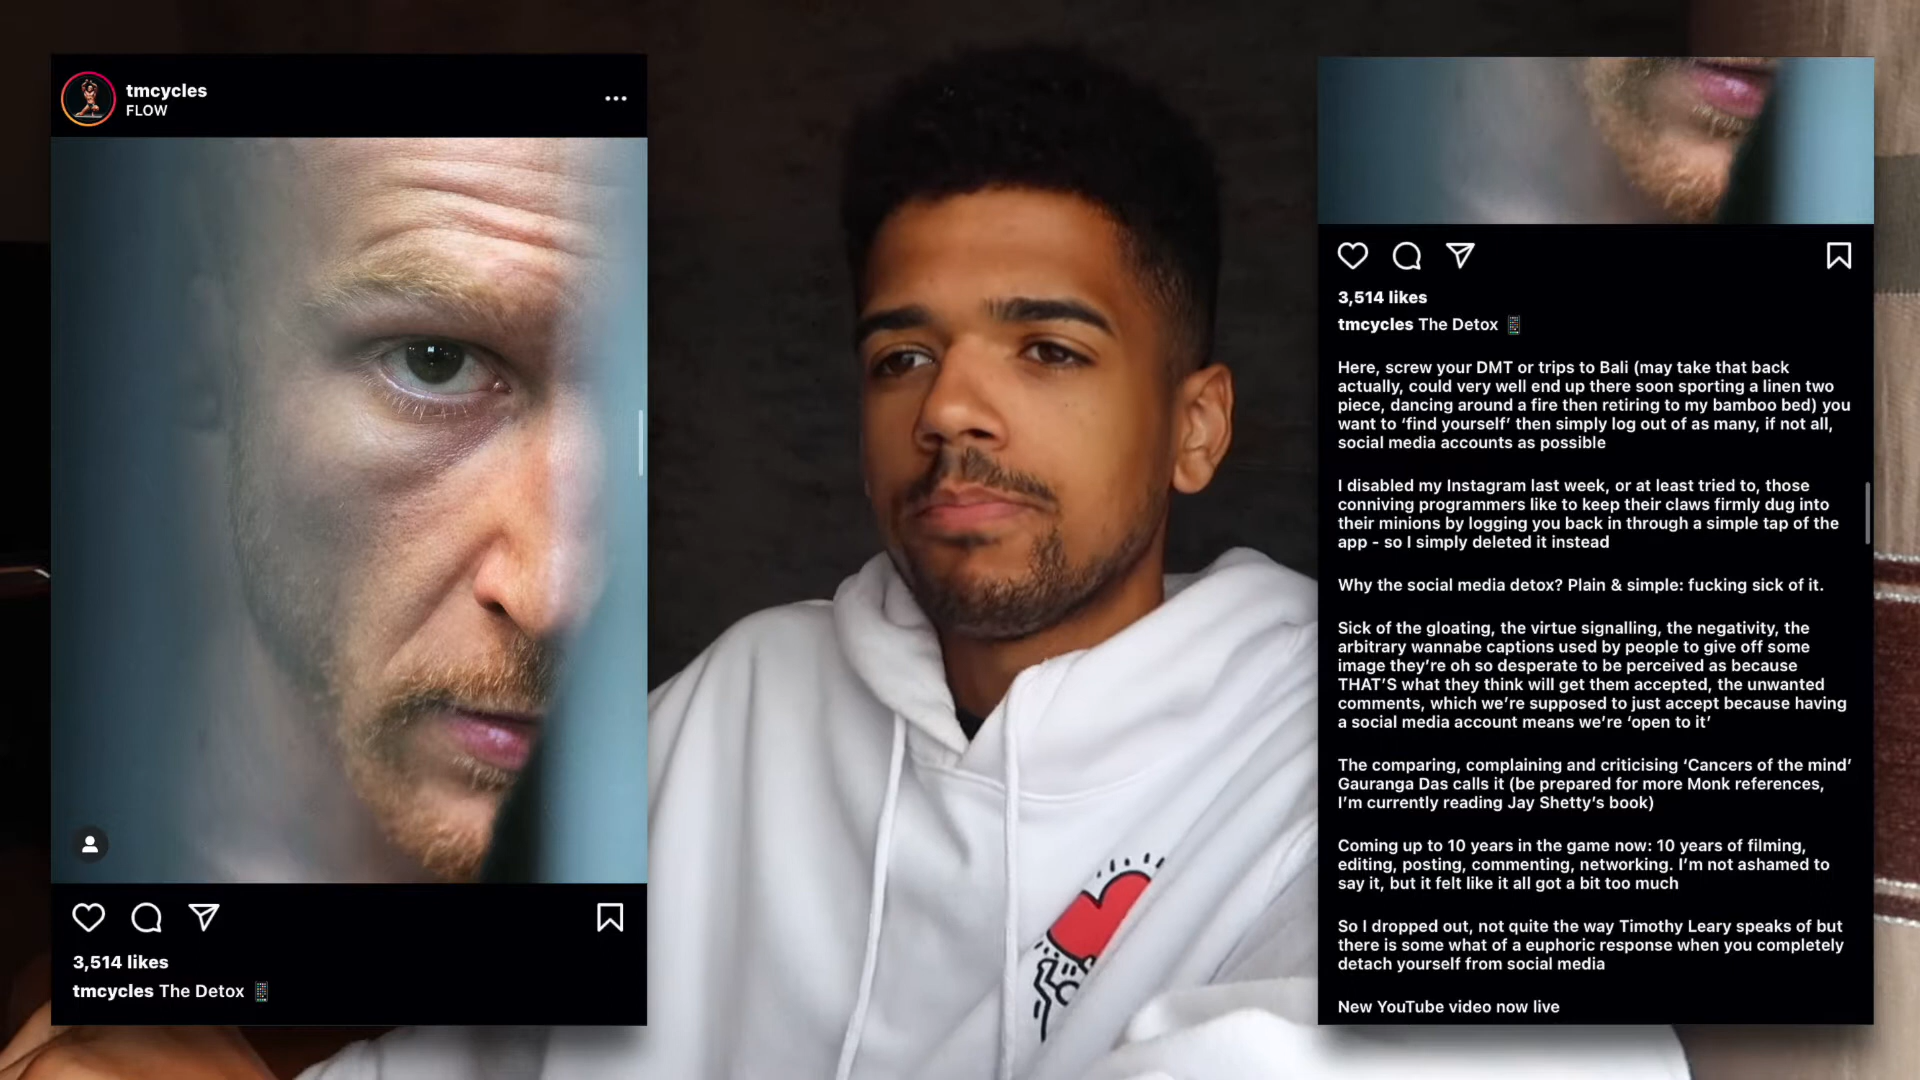 tmcycles
FLOW
3,514 likes
tmcycles The Detox
3,514 likes
tmcycles The Detox
Here, screw your DMT or trips to Bali (may take that back
actually, could very well end up there soon sporting a linen two
piece, dancing around a fire then retiring to my bamboo bed) you
want to ‘find yourself’ then simply log out of as many, if not all,
social media accounts as possible
I disabled my Instagram last week, or at least tried to, those
conniving programmers like to keep their claws firmly dug into
their minions by logging you back in through a simple tap of the
app - so I simply deleted it instead
Why the social media detox? Plain & simple: fucking sick of it.
Sick of the gloating, the virtue signalling, the negativity, the
arbitrary wannabe captions used by people to give off some
image they’re oh so desperate to be perceived as because
THAT’S what they think will get them accepted, the unwanted
comments, which we’re supposed to just accept because having
a social media account means we’re ‘open to it’
The comparing, complaining and criticising ‘Cancers of the mind’
Gauranga Das calls it (be prepared for more Monk references,
I’m currently reading Jay Shetty’s book)
Coming up to 10 years in the game now: 10 years of filming,
editing, posting, commenting, networking. I’m not ashamed to
say it, but it felt like it all got a bit too much
So I dropped out, not quite the way Timothy Leary speaks of but
there is some what of a euphoric response when you completely
detach yourself from social media
New YouTube video now live